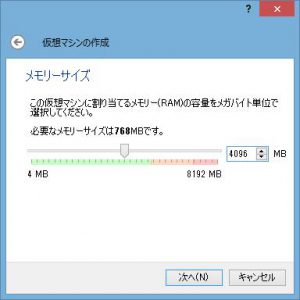 ?
仮想マシンの作成
メモリーサイズ
この仮想マシンに割り当てるメモリー(RAM)の容量をメガバイト単位で
選択してください。
必要なメモリーサイズは768MBです。
4096 MB
4 MB 8192 MB
次へ(N) キャンセル